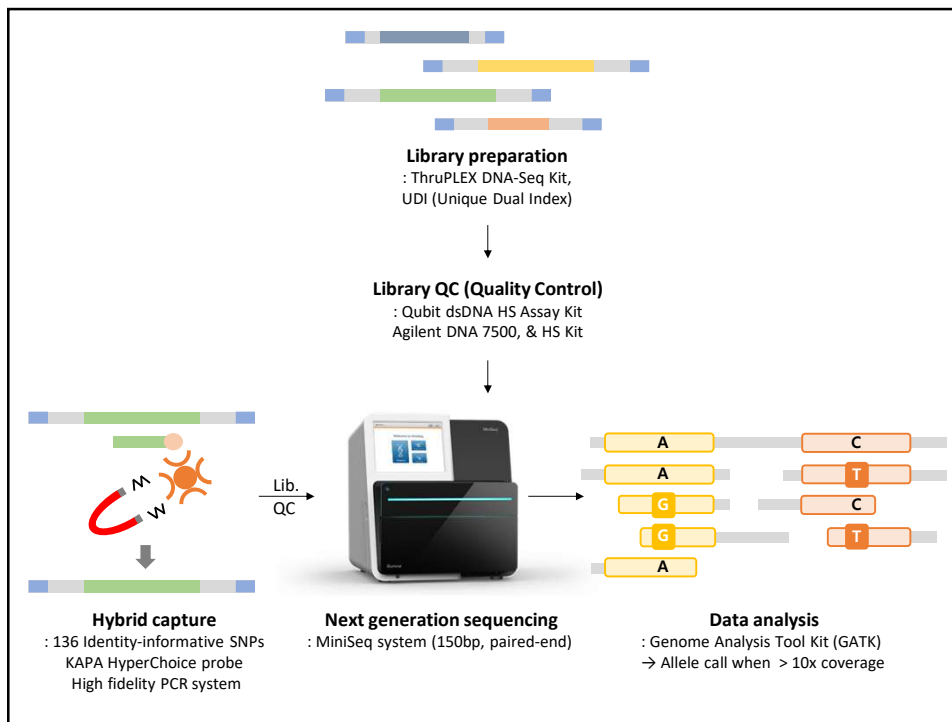 Library preparation
: ThruPLEX DNA-Seq Kit,
UDI (Unique Dual Index)
Library QC (Quality Control)
: Qubit dsDNA HS Assay Kit
Agilent DNA 7500, & HS Kit
Lib.
QC
A
C
A
T
G
C
G
T
A
Hybrid capture
: 136 Identity-informative SNPs
KAPA HyperChoice probe
High fidelity PCR system
Next generation sequencing
: MiniSeq system (150bp, paired-end)
Data analysis
: Genome Analysis Tool Kit (GATK)
→ Allele call when > 10x coverage